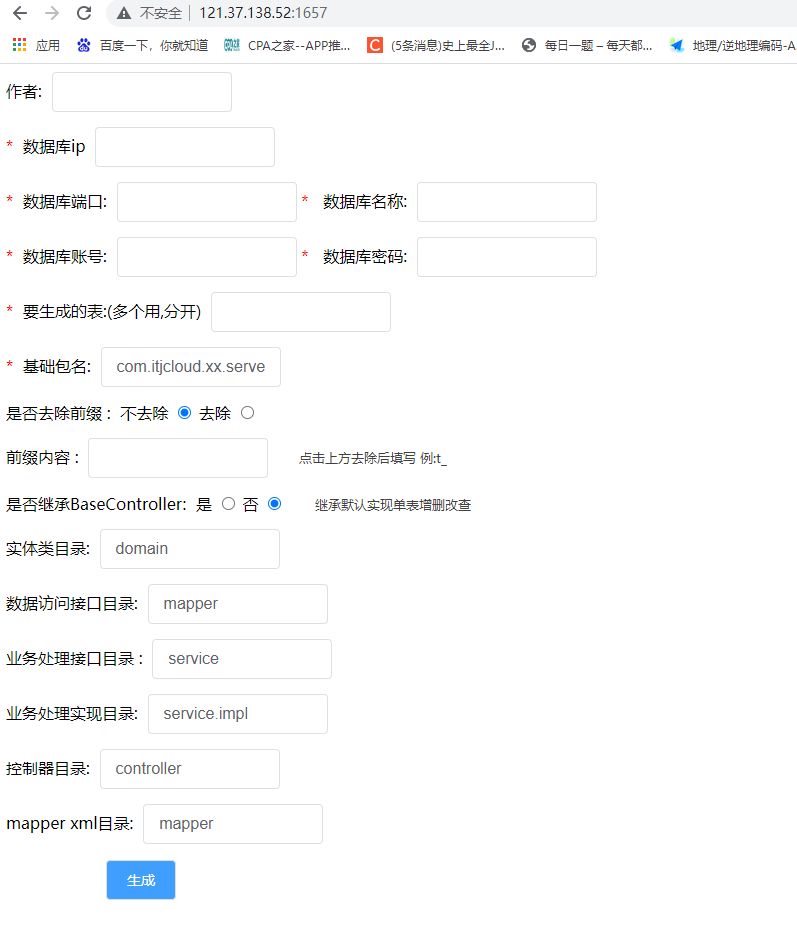 不安全 121.37.138.52:1657
应用 百度一下，你就知道 CPA之家--APP推... C (5条消息)史上最全J... 每日一题 – 每天都... 地理/逆地理编码-A
作者:
* 数据库ip
* 数据库端口: * 数据库名称:
* 数据库账号: * 数据库密码:
* 要生成的表:(多个用,分开)
* 基础包名: com.itjcloud.xx.serve
是否去除前缀 : 不去除 去除
前缀内容 : 点击上方去除后填写 例:t_
是否继承BaseController: 是 否 继承默认实现单表增删改查
实体类目录: domain
数据访问接口目录: mapper
业务处理接口目录 : service
业务处理实现目录: service.impl
控制器目录: controller
mapper xml目录: mapper
生成